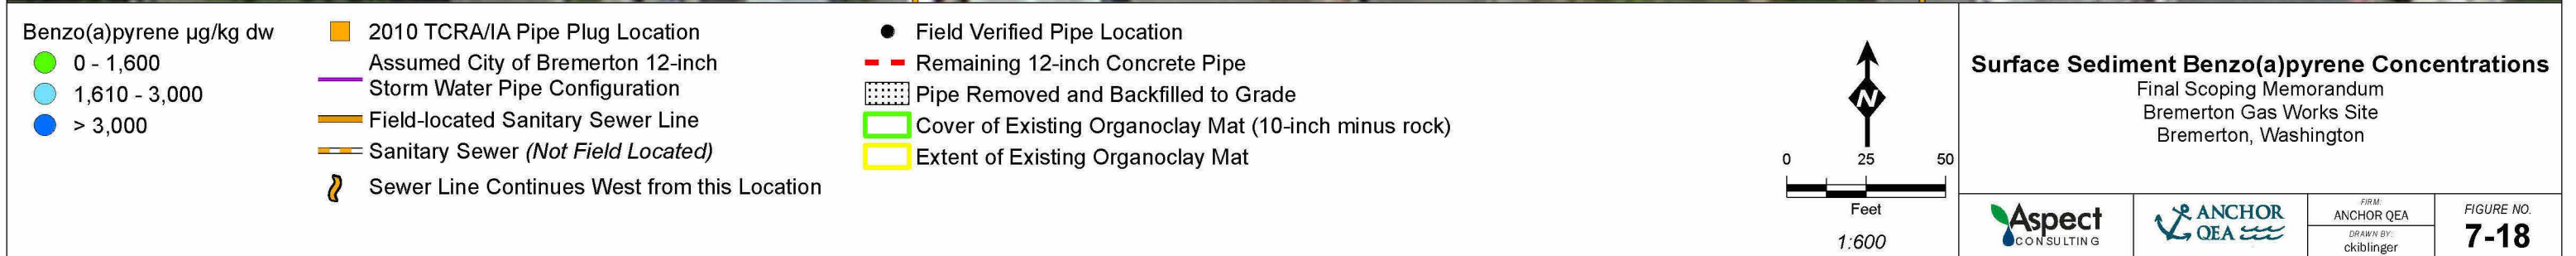 Benzo(a)pyrene µg/kg dw
0 - 1,600
1,610 - 3,000
> 3,000
2010 TCRA/IA Pipe Plug Location
Assumed City of Bremerton 12-inch
Storm Water Pipe Configuration
Field-located Sanitary Sewer Line
Sanitary Sewer (Not Field Located)
Sewer Line Continues West from this Location
Field Verified Pipe Location
Remaining 12-inch Concrete Pipe
Pipe Removed and Backfilled to Grade
Cover of Existing Organoclay Mat (10-inch minus rock)
Extent of Existing Organoclay Mat
N
0 25 50
Feet
1:600
Surface Sediment Benzo(a)pyrene Concentrations
Final Scoping Memorandum
Bremerton Gas Works Site
Bremerton, Washington
Aspect
CONSULTING
ANCHOR
QEA
FIRM:
ANCHOR QEA
DRAWN BY:
ckiblinger
FIGURE NO.
7-18